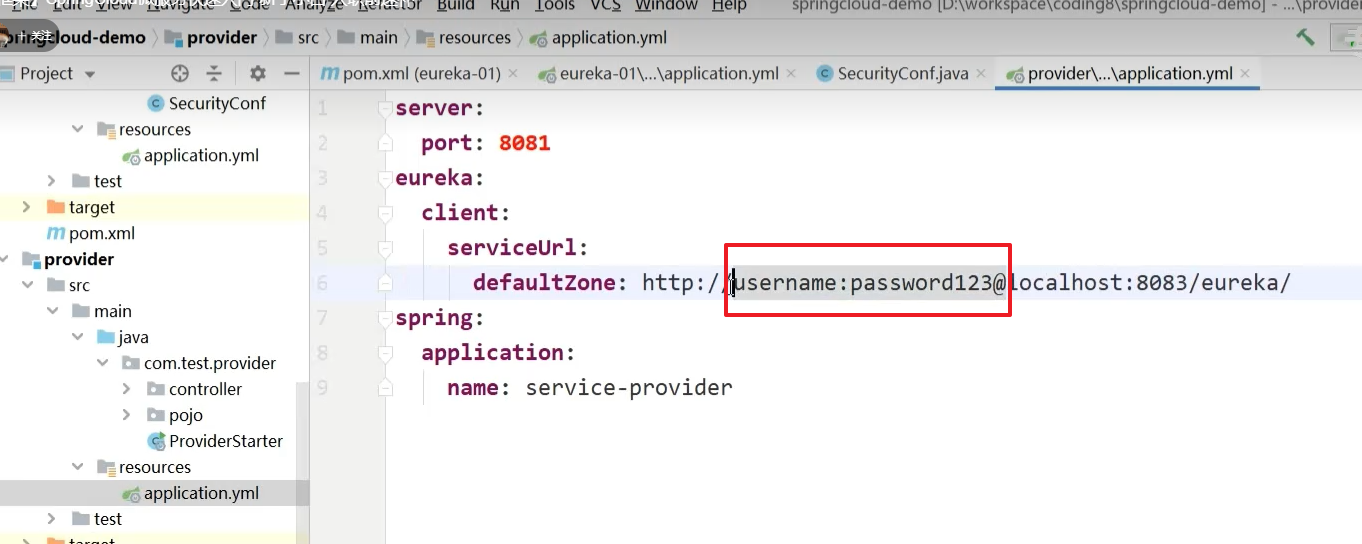 Edit View Navigate Code Analyze Refactor Build Run Tools VCS Window Help springcloud-demo [D:\workspace\coding8\springcloud-demo] - ...\provider
+ 关注
springcloud-demo provider src main resources application.yml
Project
pom.xml (eureka-01) × eureka-01\...\application.yml × SecurityConf.java × provider\...\application.yml ×
SecurityConf
resources
application.yml
test
target
pom.xml
provider
src
main
java
com.test.provider
controller
pojo
ProviderStarter
resources
application.yml
test
target
1 server:
2 port: 8081
3 eureka:
4 client:
5 serviceUrl:
6 defaultZone: http://username:password123@localhost:8083/eureka/
7 spring:
8 application:
9 name: service-provider